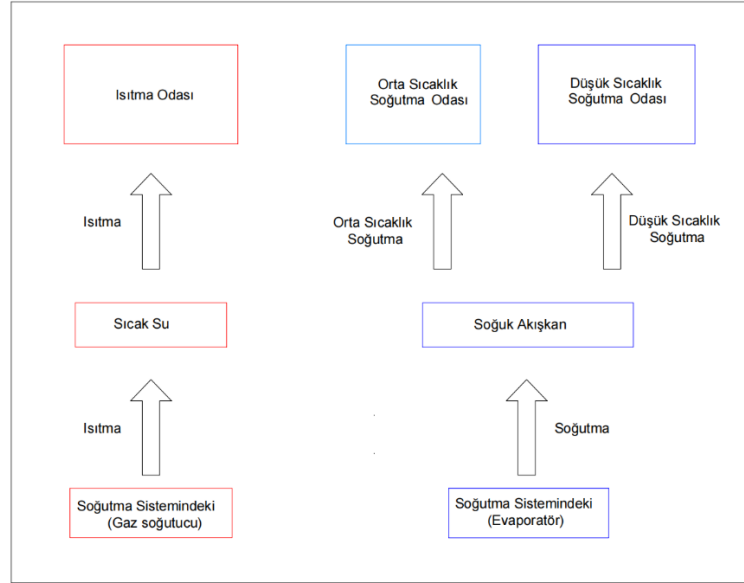 Isıtma Odası
Orta Sıcaklık
Soğutma Odası
Düşük Sıcaklık
Soğutma Odası
Isıtma
Orta Sıcaklık
Soğutma
Düşük Sıcaklık
Soğutma
Sıcak Su
Soğuk Akışkan
Isıtma
Soğutma
Soğutma Sistemindeki
(Gaz soğutucu)
Soğutma Sistemindeki
(Evaporatör)